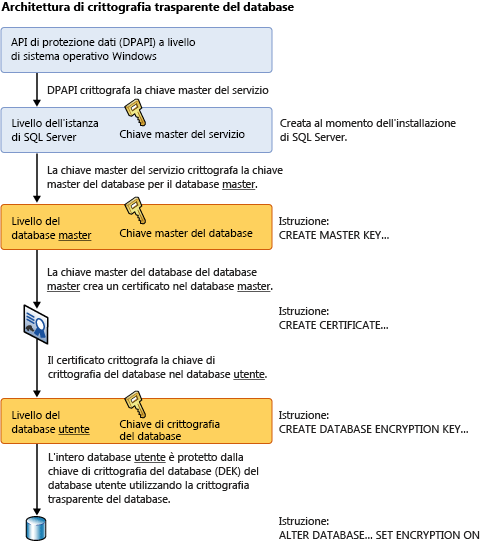 Architettura di crittografia trasparente del database
API di protezione dati (DPAPI) a livello
di sistema operativo Windows
DPAPI crittografa la chiave master del servizio
Livello dell'istanza
di SQL Server
Chiave master del servizio
Creata al momento dell'installazione
di SQL Server.
La chiave master del servizio crittografa la chiave
master del database per il database master.
Livello del
database master
Chiave master del database
Istruzione:
CREATE MASTER KEY...
La chiave master del database del database
master crea un certificato nel database master.
Istruzione:
CREATE CERTIFICATE...
Il certificato crittografa la chiave di
crittografia del database nel database utente.
Livello del
database utente
Chiave di crittografia
del database
Istruzione:
CREATE DATABASE ENCRYPTION KEY...
L'intero database utente è protetto dalla
chiave di crittografia del database (DEK) del
database utente utilizzando la crittografia
trasparente del database.
Istruzione:
ALTER DATABASE... SET ENCRYPTION ON